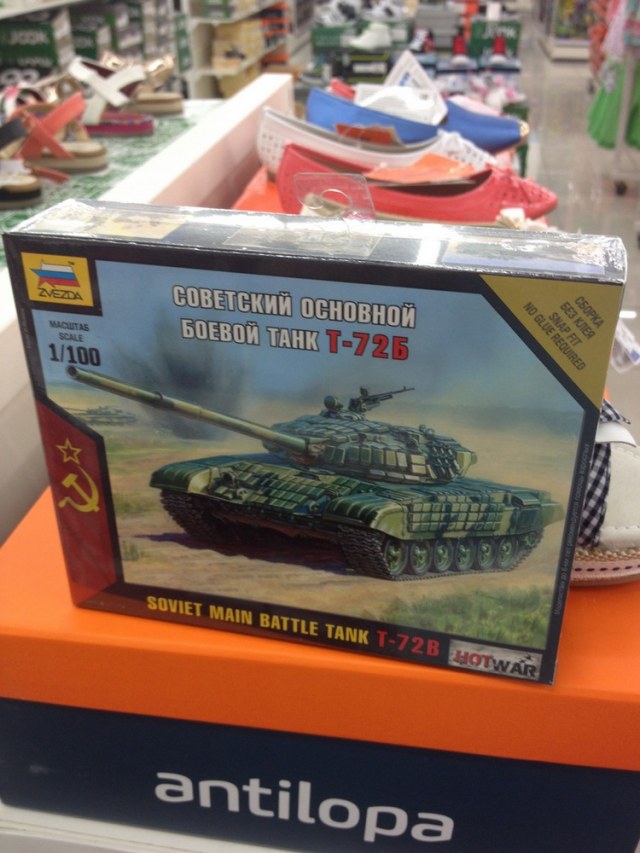 ZVEZDA
СОВЕТСКИЙ ОСНОВНОЙ
БОЕВОЙ ТАНК Т-72Б
МАСШТАБ
SCALE
1/100
СБОРКА
БЕЗ КЛЕЯ
SNAP FIT
NO GLUE REQUIRED
SOVIET MAIN BATTLE TANK T-72B
HOTWAR
antilopa